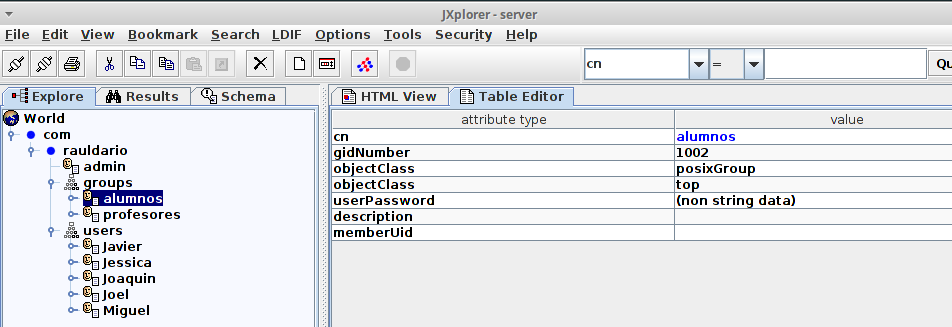 JXplorer - server
File Edit View Bookmark Search LDIF Options Tools Security Help
cn = Qu
Explore Results Schema HTML View Table Editor
World
com
rauldario
admin
groups
alumnos
profesores
users
Javier
Jessica
Joaquin
Joel
Miguel
attribute type value
cn alumnos
gidNumber 1002
objectClass posixGroup
objectClass top
userPassword (non string data)
description
memberUid